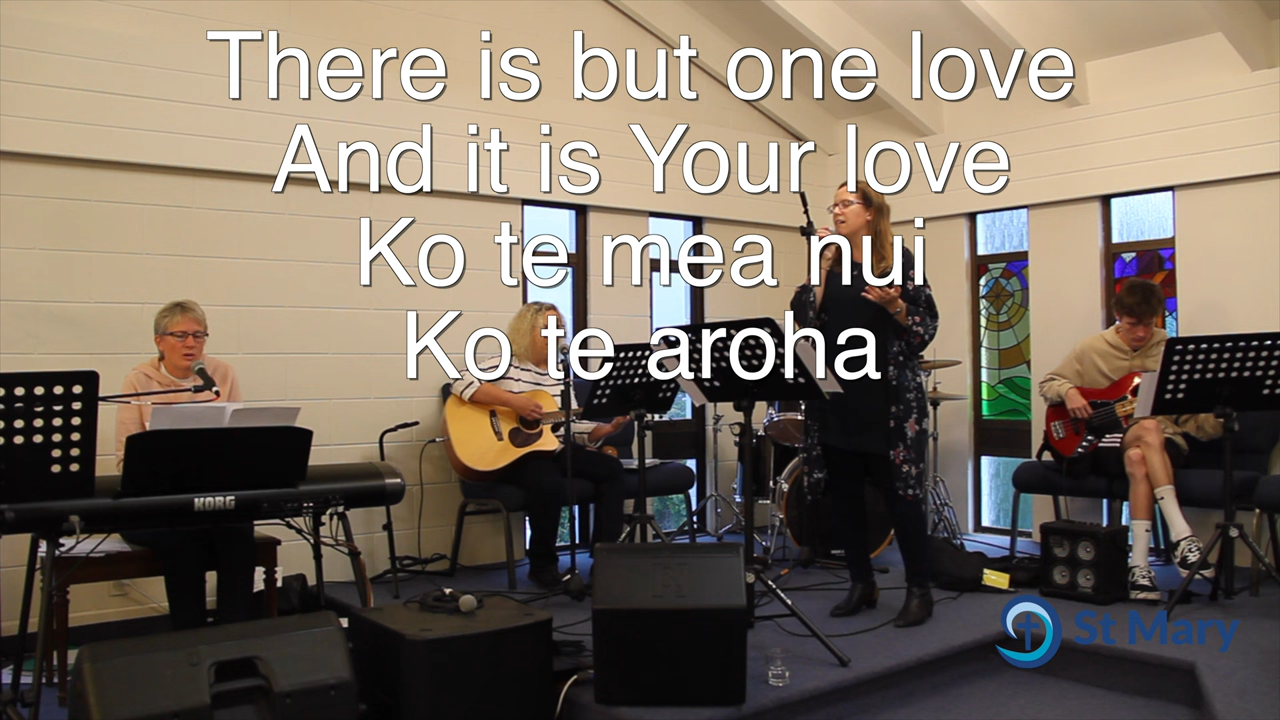 There is but one love
And it is Your love
Ko te mea nui
Ko te aroha
KORG
St Mary